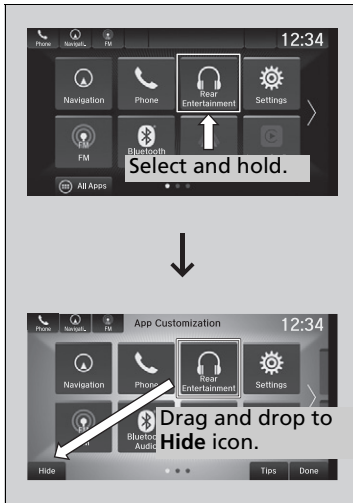 Phone Navigati.. FM 12:34
Navigation Phone Rear Entertainment Settings
FM Bluetooth
Select and hold.
All Apps
Phone Navigati.. FM App Customization 12:34
Navigation Phone Rear Entertainment Settings
Bluetooth Audio
Drag and drop to
Hide icon.
Hide Tips Done